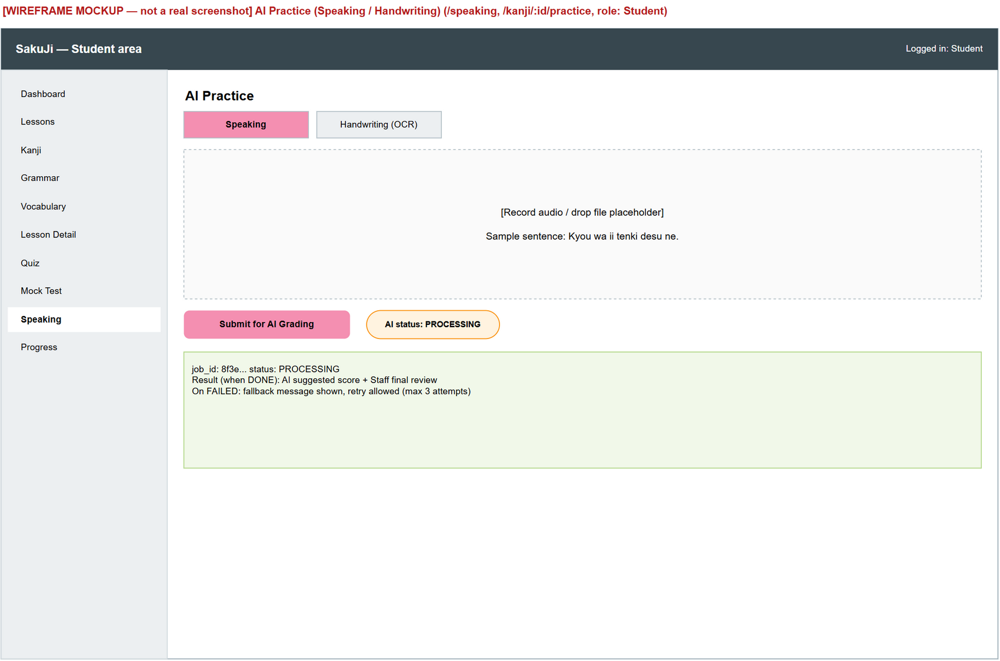 [WIREFRAME MOCKUP — not a real screenshot] AI Practice (Speaking / Handwriting) (/speaking, /kanji/:id/practice, role: Student)
SakuJi — Student area
Logged in: Student
Dashboard
Lessons
Kanji
Grammar
Vocabulary
Lesson Detail
Quiz
Mock Test
Speaking
Progress
AI Practice
Speaking
Handwriting (OCR)
[Record audio / drop file placeholder]
Sample sentence: Kyou wa ii tenki desu ne.
Submit for AI Grading
AI status: PROCESSING
job_id: 8f3e... status: PROCESSING
Result (when DONE): AI suggested score + Staff final review
On FAILED: fallback message shown, retry allowed (max 3 attempts)